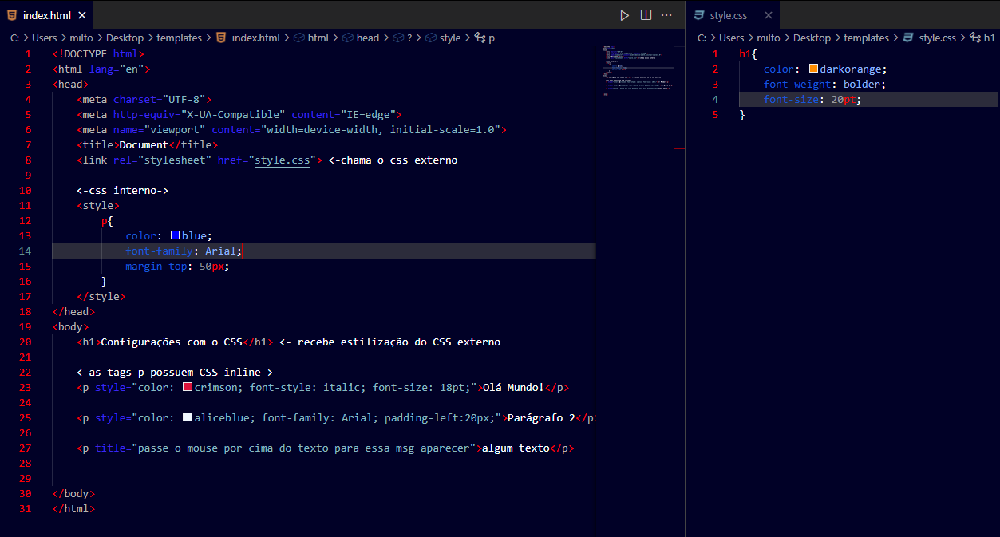 index.html
C: > Users > milto > Desktop > templates > index.html > html > head > ? > style > p
1 <!DOCTYPE html>
2 <html lang="en">
3 <head>
4 <meta charset="UTF-8">
5 <meta http-equiv="X-UA-Compatible" content="IE=edge">
6 <meta name="viewport" content="width=device-width, initial-scale=1.0">
7 <title>Document</title>
8 <link rel="stylesheet" href="style.css"> <-chama o css externo
9
10 <-css interno->
11 <style>
12 p{
13 color: blue;
14 font-family: Arial;
15 margin-top: 50px;
16 }
17 </style>
18 </head>
19 <body>
20 <h1>Configurações com o CSS</h1> <- recebe estilização do CSS externo
21
22 <-as tags p possuem CSS inline->
23 <p style="color: crimson; font-style: italic; font-size: 18pt;">Olá Mundo!</p>
24
25 <p style="color: aliceblue; font-family: Arial; padding-left:20px;">Parágrafo 2</p
26
27 <p title="passe o mouse por cima do texto para essa msg aparecer">algum texto</p>
28
29
30 </body>
31 </html>
style.css
C: > Users > milto > Desktop > templates > style.css > h1
1 h1{
2 color: darkorange;
3 font-weight: bolder;
4 font-size: 20pt;
5 }